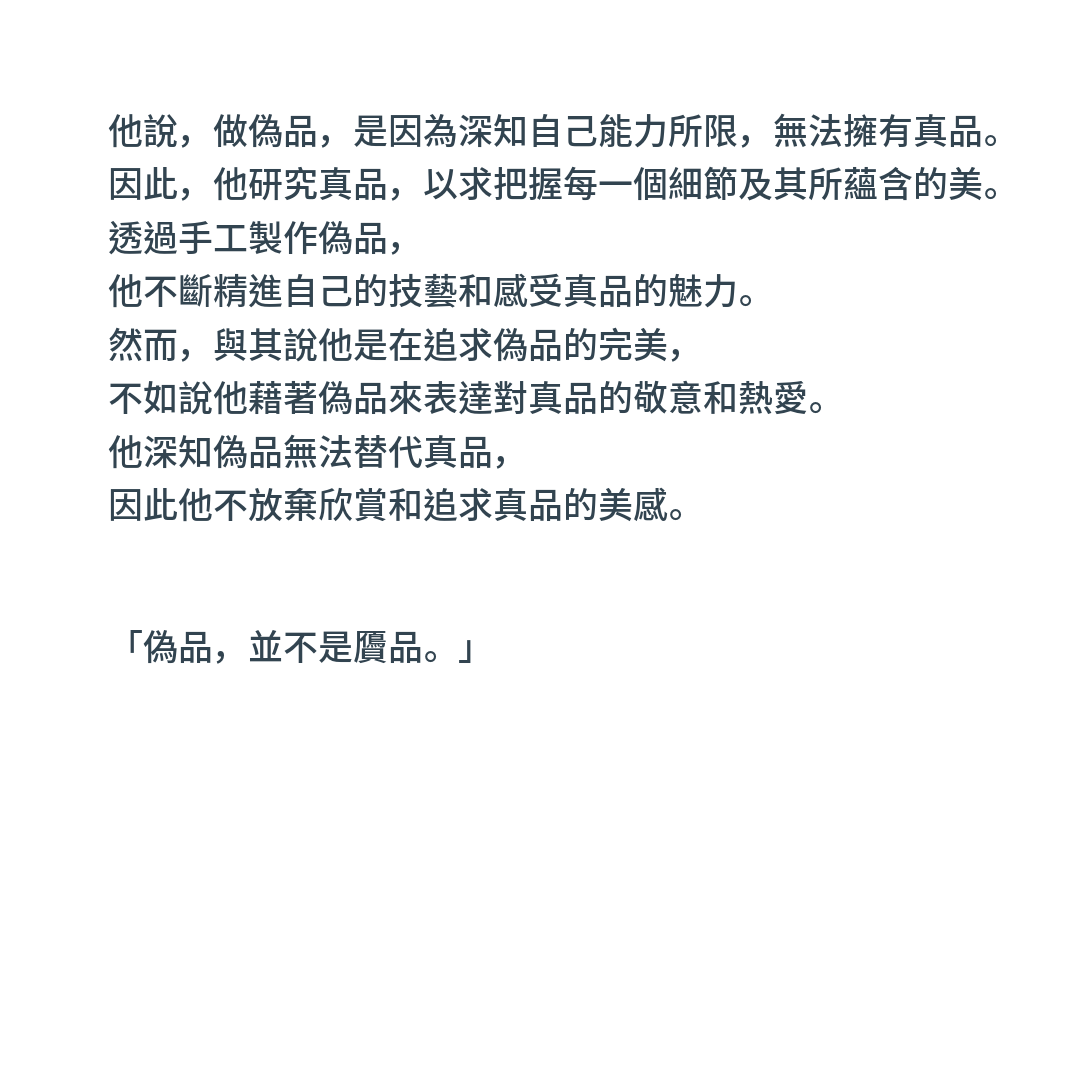 他說，做偽品，是因為深知自己能力所限，無法擁有真品。
因此，他研究真品，以求把握每一個細節及其所蘊含的美。
透過手工製作偽品，
他不斷精進自己的技藝和感受真品的魅力。
然而，與其說他是在追求偽品的完美，
不如說他藉著偽品來表達對真品的敬意和熱愛。
他深知偽品無法替代真品，
因此他不放棄欣賞和追求真品的美感。
「偽品，並不是贗品。」